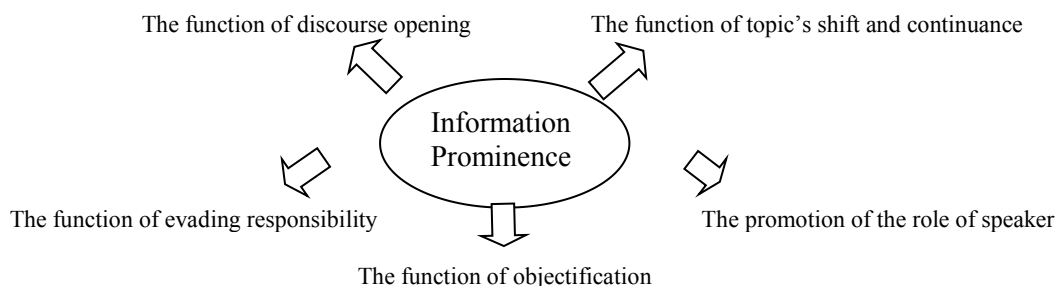 The function of discourse opening
The function of topic's shift and continuance
Information
Prominence
The function of evading responsibility
The promotion of the role of speaker
The function of objectification